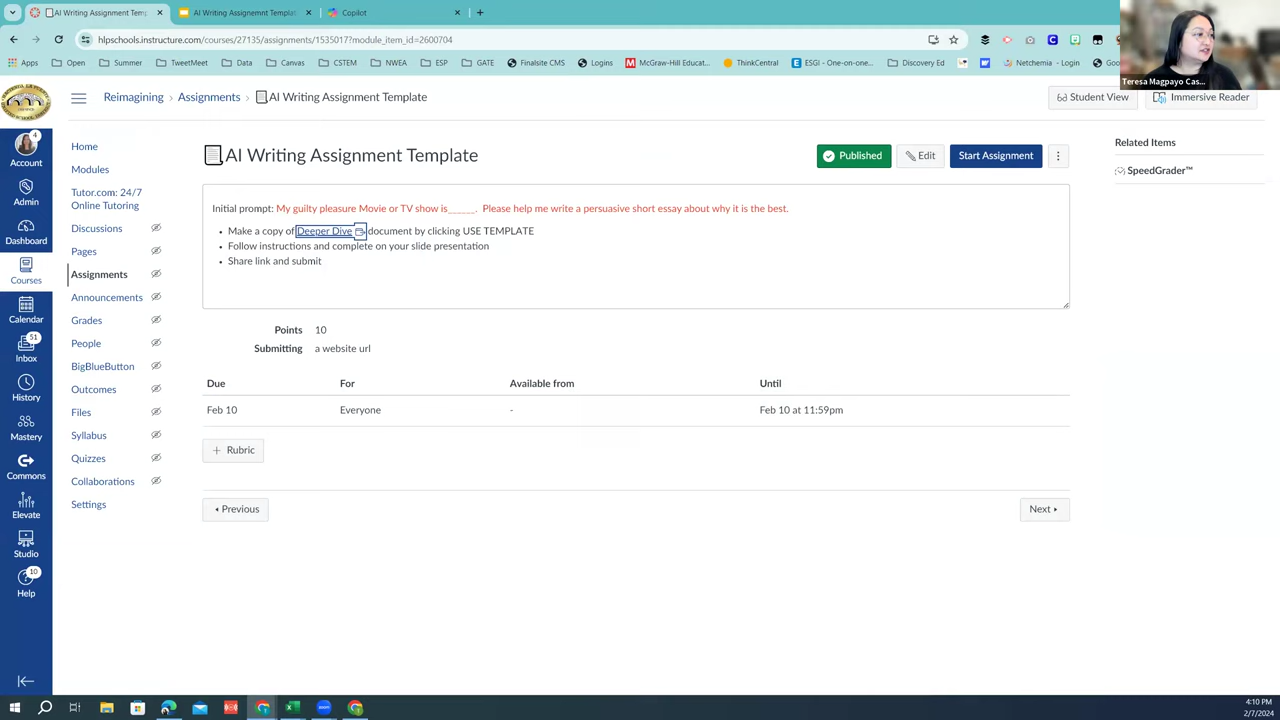 AI Writing Assignment Temp
AI Writing Assignemnt Templat
Copilot
hlpschools.instructure.com/courses/27135/assignments/1535017?module_item_id=2600704
Apps
Open
Summer
TweetMeet
Data
Canva
CSTEM
NWEA
ESP
GATE
Finalsite CMS
Logins
McGraw-Hill Educat...
ThinkCentral
ESGI - One-on-one...
Discovery Ed
Netchemia - Login
Goo
Teresa Magpayo Cas...
Reimagining › Assignments › AI Writing Assignment Template
Student View
Immersive Reader
4
Account
Admin
Dashboard
Courses
Calendar
51
Inbox
History
Mastery
Commons
Elevate
Studio
10
Help
Home
Modules
Tutor.com: 24/7
Online Tutoring
Discussions
Pages
Assignments
Announcements
Grades
People
BigBlueButton
Outcomes
Files
Syllabus
Quizzes
Collaborations
Settings
AI Writing Assignment Template
Published
Edit
Start Assignment
Related Items
SpeedGrader™
Initial prompt: My guilty pleasure Movie or TV show is______. Please help me write a persuasive short essay about why it is the best.
• Make a copy of Deeper Dive document by clicking USE TEMPLATE
• Follow instructions and complete on your slide presentation
• Share link and submit
Points 10
Submitting a website url
Due For Available from Until
Feb 10 Everyone - Feb 10 at 11:59pm
+ Rubric
Previous
Next
4:10 PM
2/7/2024